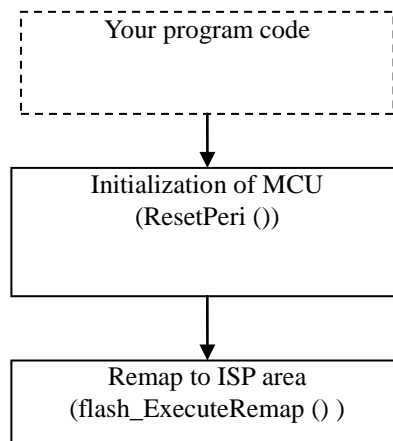 Your program code
Initialization of MCU
(ResetPeri ())
Remap to ISP area
(flash_ExecuteRemap () )